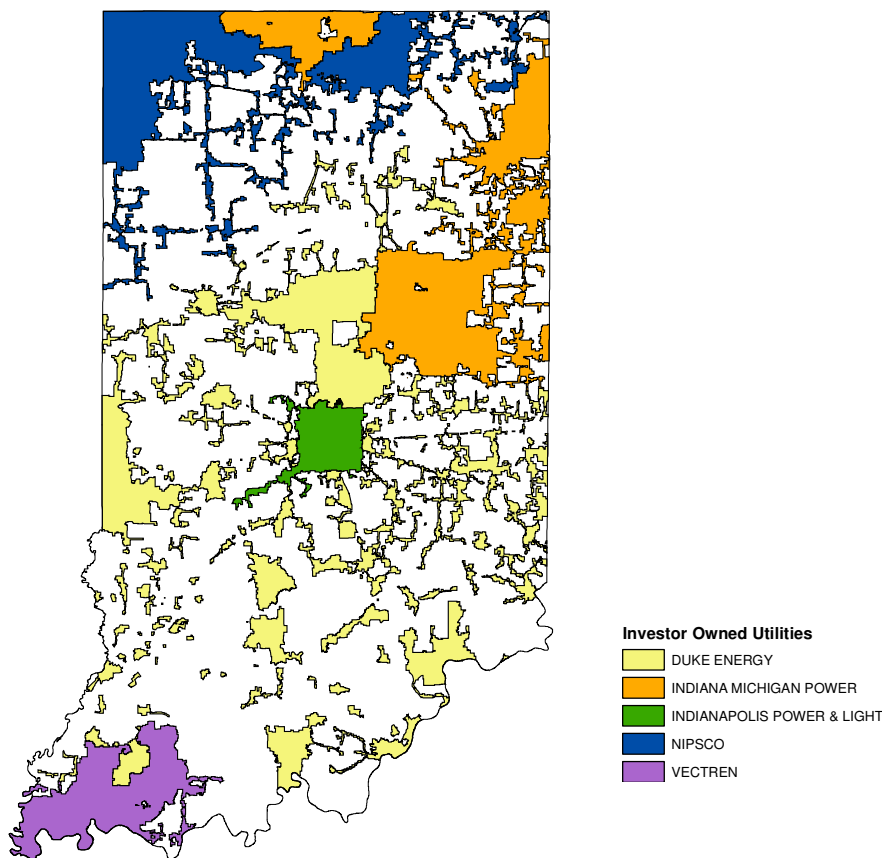 Investor Owned Utilities
DUKE ENERGY
INDIANA MICHIGAN POWER
INDIANAPOLIS POWER & LIGHT
NIPSCO
VECTREN